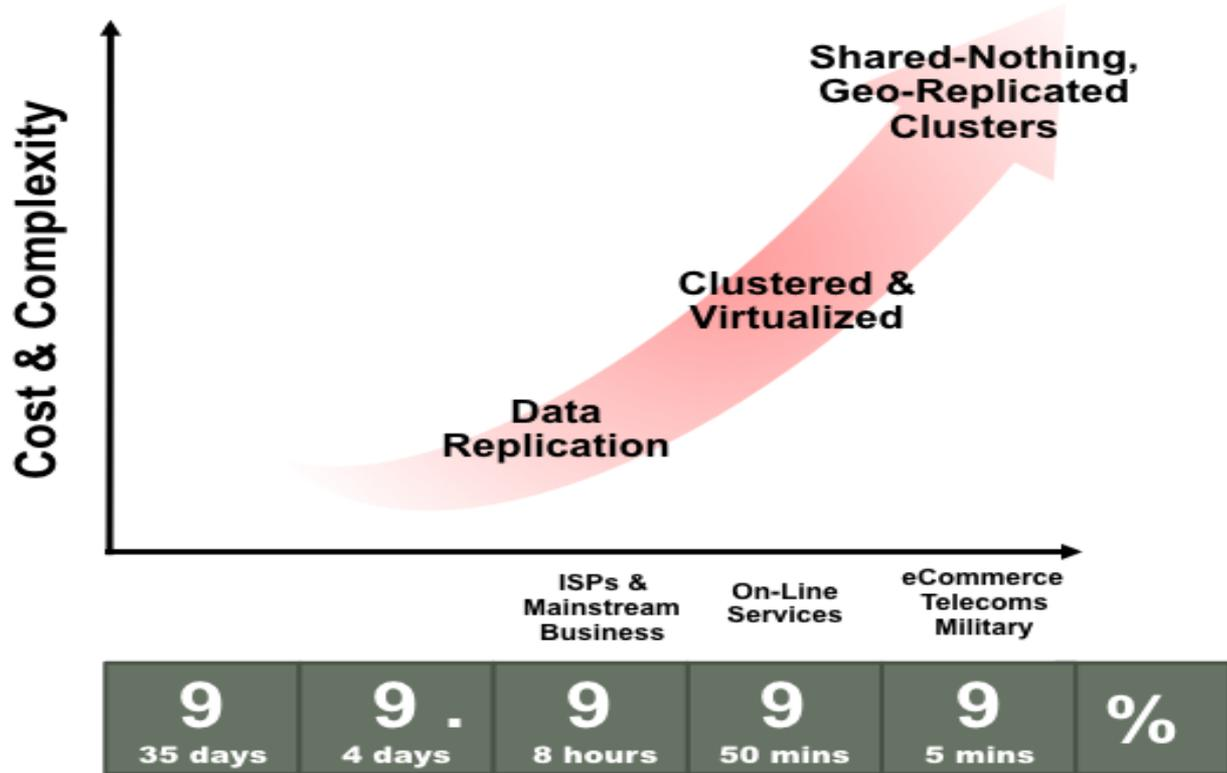 Cost & Complexity
Shared-Nothing,
Geo-Replicated
Clusters
Clustered &
Virtualized
Data
Replication
ISPs &
Mainstream
Business
On-Line
Services
eCommerce
Telecoms
Military
9 9 . 9 9 9 %
35 days 4 days 8 hours 50 mins 5 mins